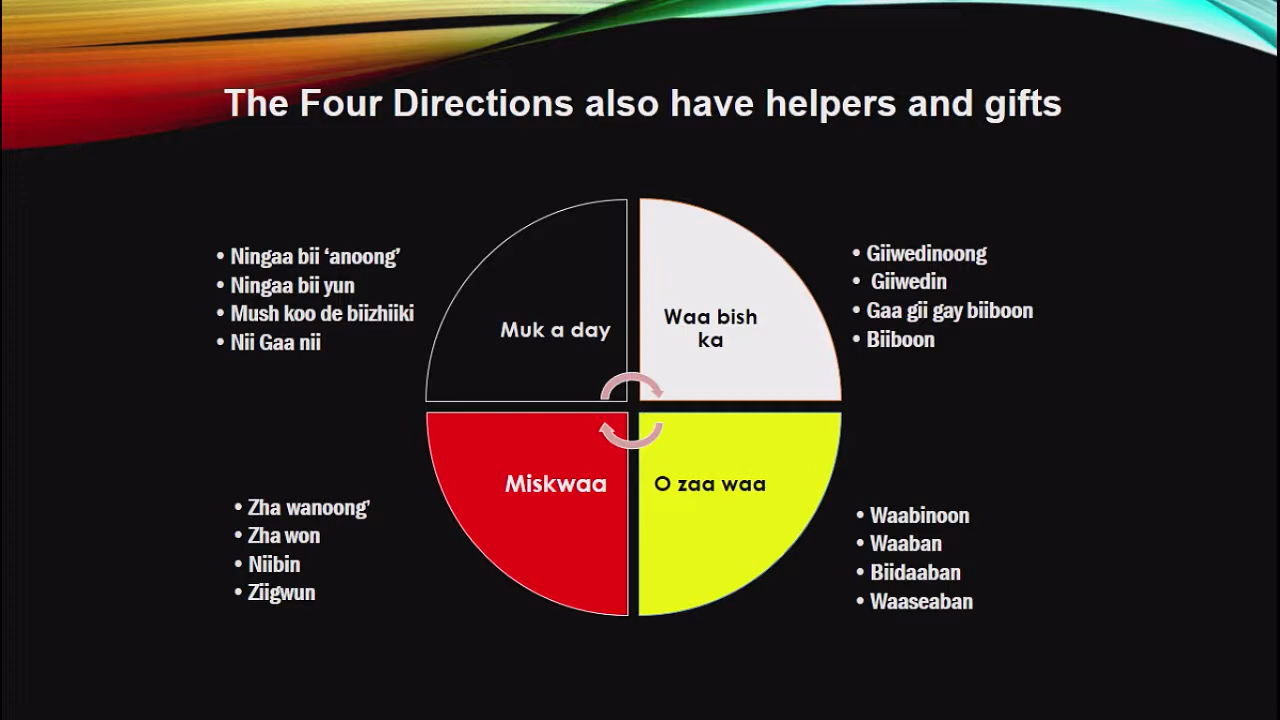 The Four Directions also have helpers and gifts
• Ningaa bii ‘anoong’
• Ningaa bii yun
• Mush koo de biizhiiki
• Nii Gaa nii
Muk a day
Waa bish
ka
• Giiwedinoong
• Giiwedin
• Gaa gii gay biiboon
• Biiboon
• Zha wanoong’
• Zha won
• Niibin
• Ziigwun
Miskwaa
O zaa waa
• Waabinoon
• Waaban
• Biidaaban
• Waaseaban